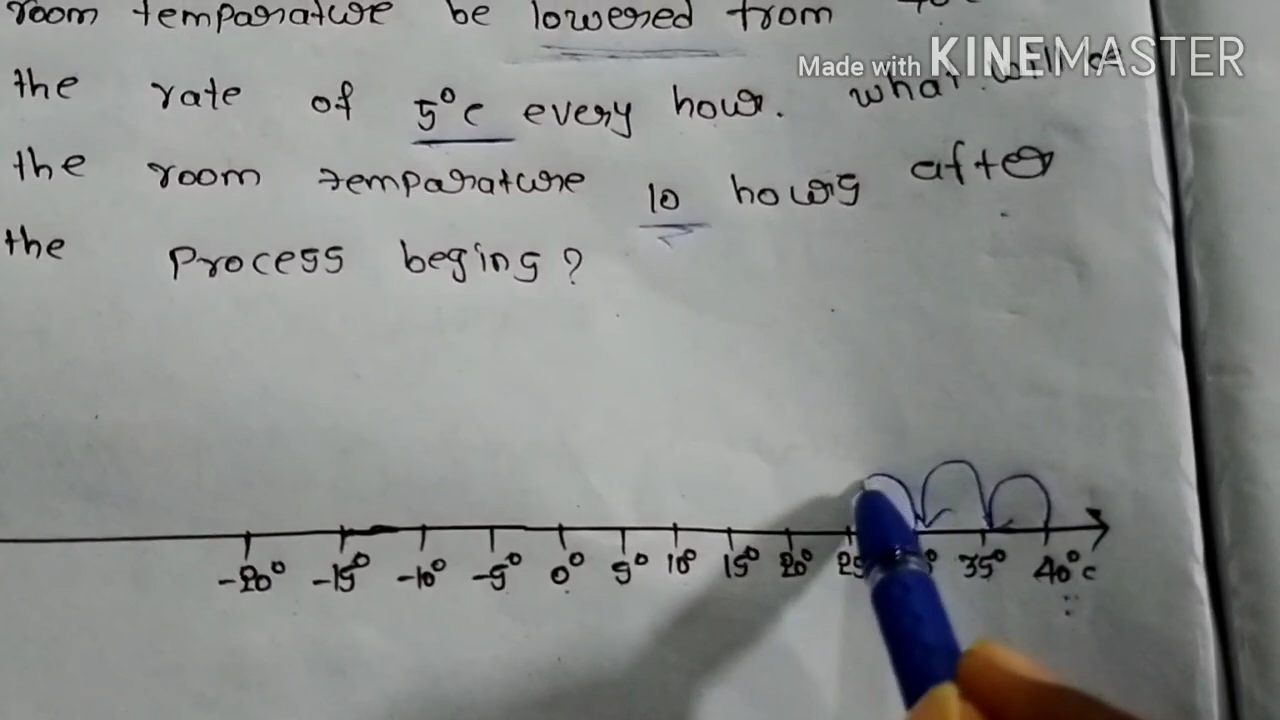 room temparature be lowered from
Made with KINEMASTER
the rate of 5°c every hour. what will
the room temparature 10 hours after
the process begins?
-20° -15° -10° -5° 0° 5° 10° 15° 20° 35° 40°c